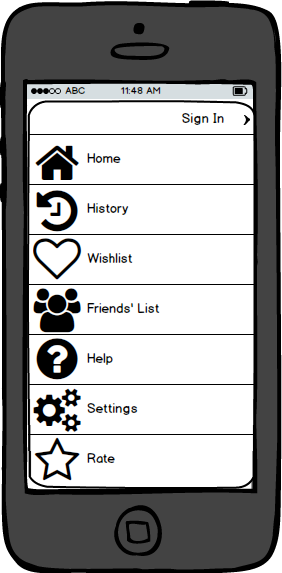 ABC 11:48 AM
Sign In
Home
History
Wishlist
Friends' List
Help
Settings
Rate